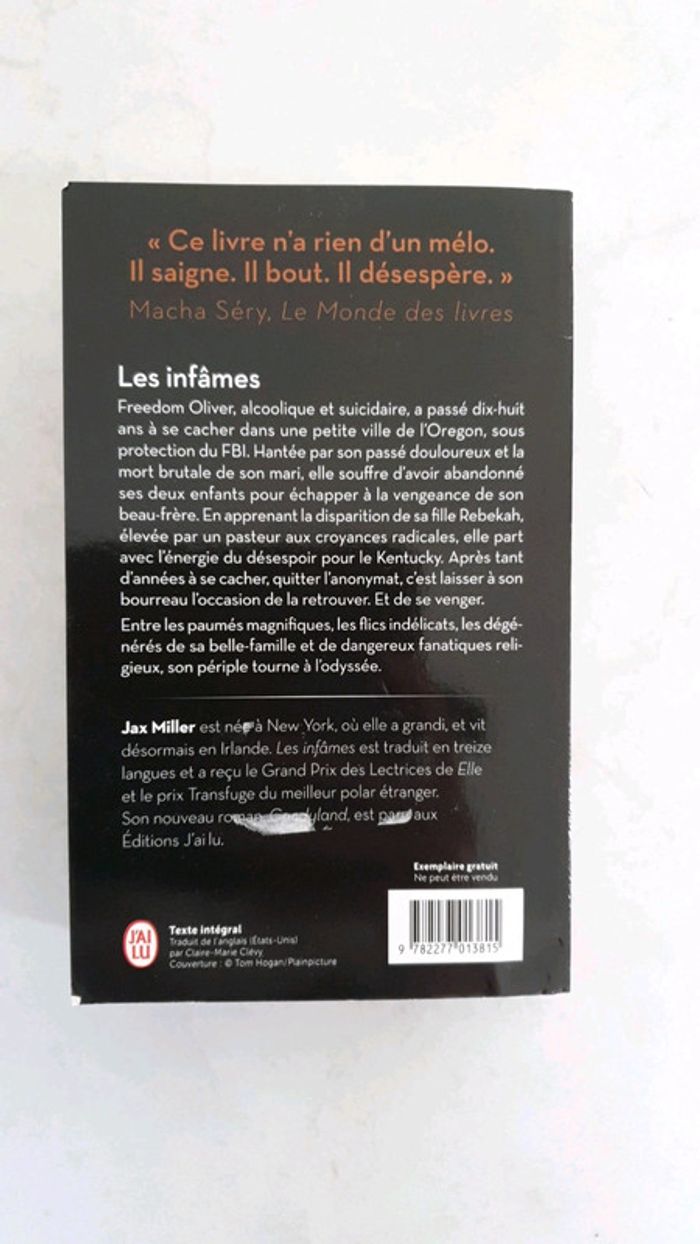 « Ce livre n'a rien d'un mélo.
Il saigne. Il bout. Il désespère. »
Macha Séry, Le Monde des livres
Les infâmes
Freedom Oliver, alcoolique et suicidaire, a passé dix-huit
ans à se cacher dans une petite ville de l'Oregon, sous
protection du FBI. Hantée par son passé douloureux et la
mort brutale de son mari, elle souffre d'avoir abandonné
ses deux enfants pour échapper à la vengeance de son
beau-frère. En apprenant la disparition de sa fille Rebekah,
élevée par un pasteur aux croyances radicales, elle part
avec l'énergie du désespoir pour le Kentucky. Après tant
d'années à se cacher, quitter l'anonymat, c'est laisser à son
bourreau l'occasion de la retrouver. Et de se venger.
Entre les paumés magnifiques, les flics indélicats, les dégé-
nérés de sa belle-famille et de dangereux fanatiques reli-
gieux, son périple tourne à l'odyssée.
Jax Miller est née à New York, où elle a grandi, et vit
désormais en Irlande. Les infâmes est traduit en treize
langues et a reçu le Grand Prix des Lectrices de Elle
et le prix Transfuge du meilleur polar étranger.
Son nouveau est aux
Éditions J'ai lu.
Exemplaire gratuit
Ne peut être vendu
J'AI
LU
Texte intégral
Traduit de l'anglais (États-Unis)
par Claire-Marie Clévy
Couverture : © Tom Hogan/Plainpicture
9 782277 013815